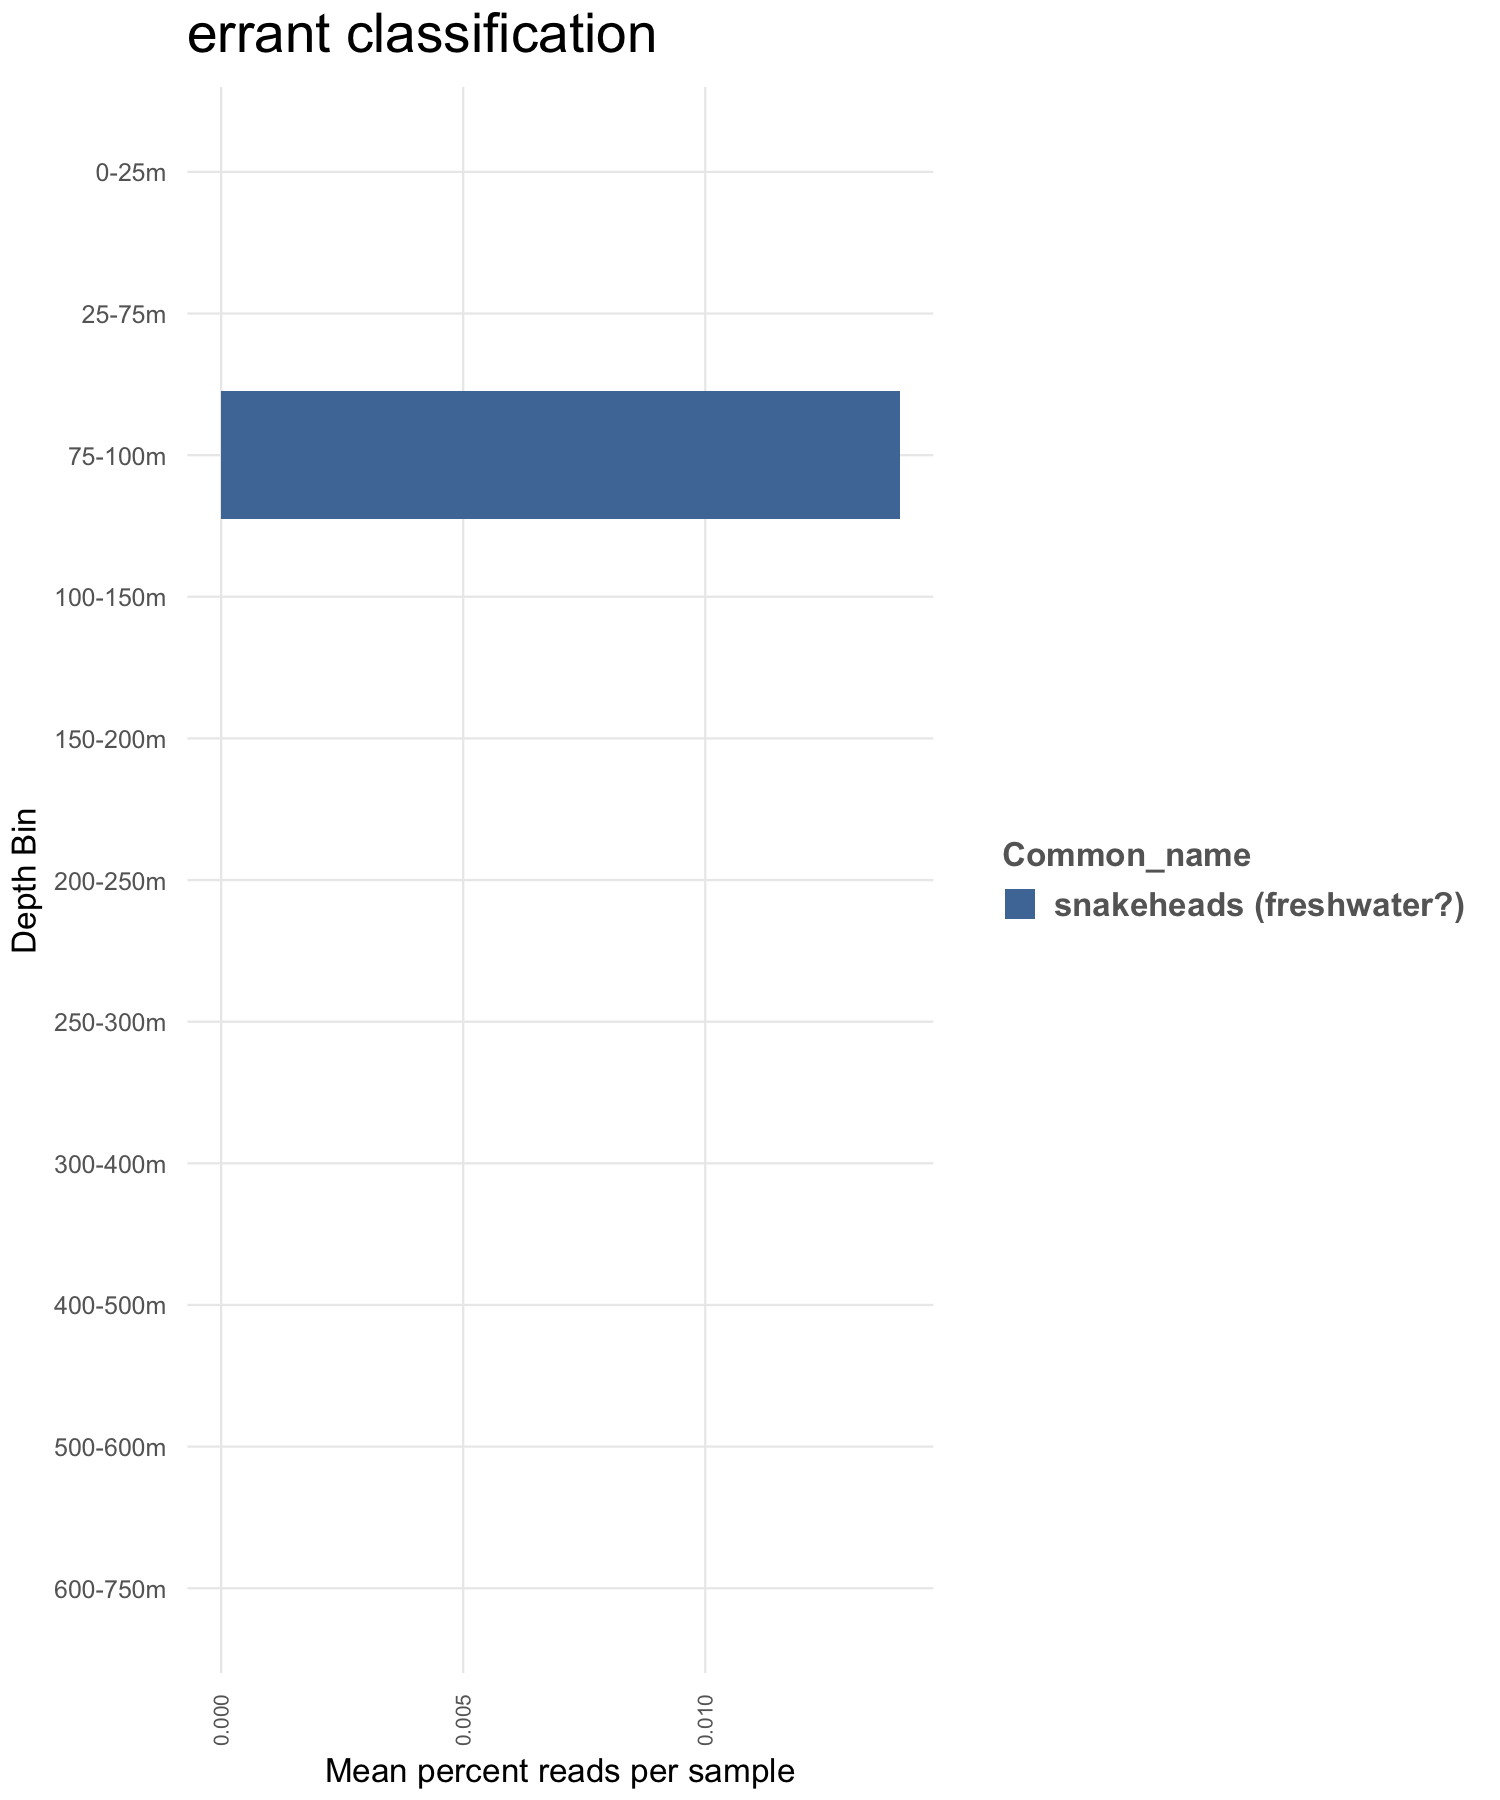 errant classification
0-25m
25-75m
75-100m
100-150m
150-200m
200-250m
250-300m
300-400m
400-500m
500-600m
600-750m
Depth Bin
0.000
0.005
0.010
Mean percent reads per sample
Common_name
snakeheads (freshwater?)